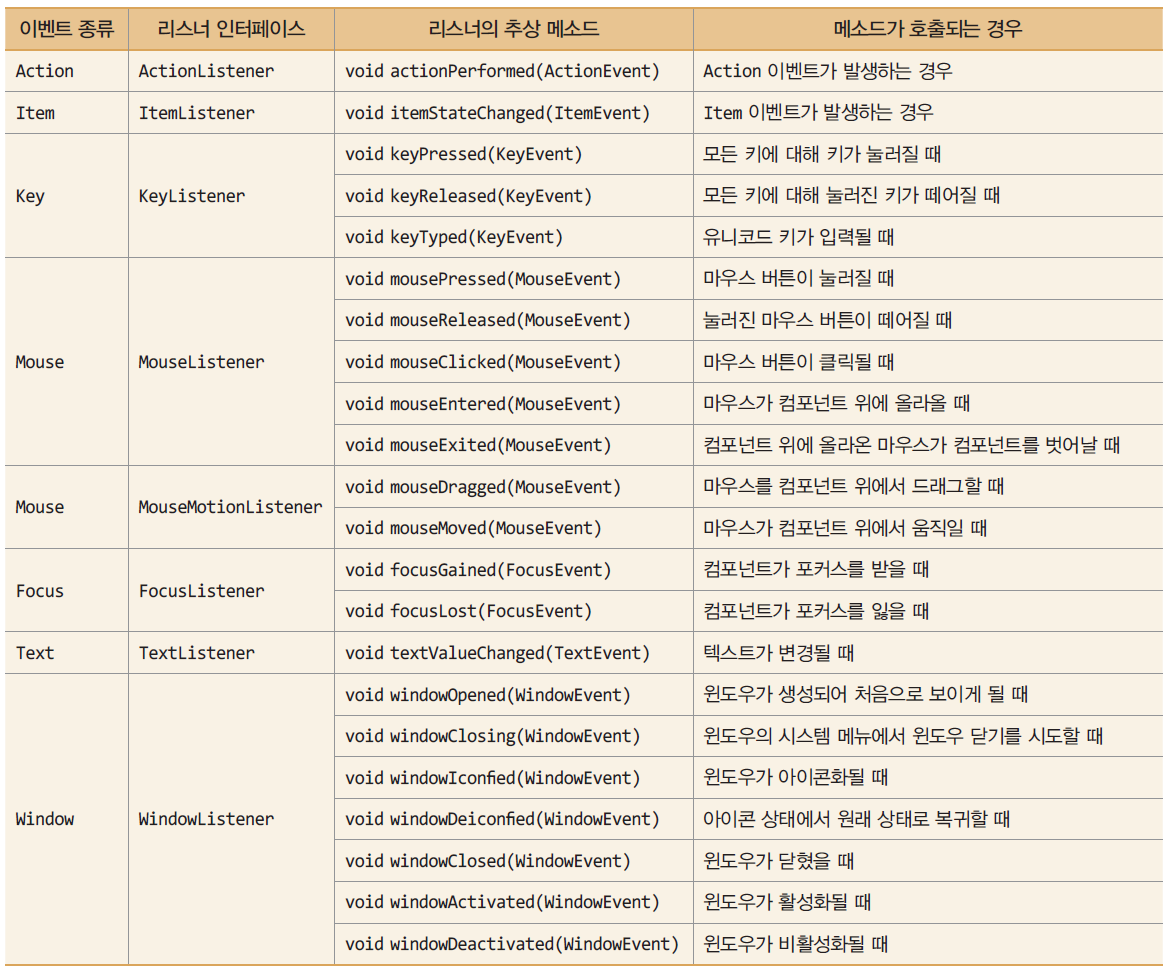 이벤트 종류 리스너 인터페이스 리스너의 추상 메소드 메소드가 호출되는 경우
Action ActionListener void actionPerformed(ActionEvent) Action 이벤트가 발생하는 경우
Item ItemListener void itemStateChanged(ItemEvent) Item 이벤트가 발생하는 경우
Key KeyListener void keyPressed(KeyEvent) 모든 키에 대해 키가 눌러질 때
void keyReleased(KeyEvent) 모든 키에 대해 눌러진 키가 떼어질 때
void keyTyped(KeyEvent) 유니코드 키가 입력될 때
Mouse MouseListener void mousePressed(MouseEvent) 마우스 버튼이 눌러질 때
void mouseReleased(MouseEvent) 눌러진 마우스 버튼이 떼어질 때
void mouseClicked(MouseEvent) 마우스 버튼이 클릭될 때
void mouseEntered(MouseEvent) 마우스가 컴포넌트 위에 올라올 때
void mouseExited(MouseEvent) 컴포넌트 위에 올라온 마우스가 컴포넌트를 벗어날 때
Mouse MouseMotionListener void mouseDragged(MouseEvent) 마우스를 컴포넌트 위에서 드래그할 때
void mouseMoved(MouseEvent) 마우스가 컴포넌트 위에서 움직일 때
Focus FocusListener void focusGained(FocusEvent) 컴포넌트가 포커스를 받을 때
void focusLost(FocusEvent) 컴포넌트가 포커스를 잃을 때
Text TextListener void textValueChanged(TextEvent) 텍스트가 변경될 때
Window WindowListener void windowOpened(WindowEvent) 윈도우가 생성되어 처음으로 보이게 될 때
void windowClosing(WindowEvent) 윈도우의 시스템 메뉴에서 윈도우 닫기를 시도할 때
void windowIconfied(WindowEvent) 윈도우가 아이콘화될 때
void windowDeiconfied(WindowEvent) 아이콘 상태에서 원래 상태로 복귀할 때
void windowClosed(WindowEvent) 윈도우가 닫혔을 때
void windowActivated(WindowEvent) 윈도우가 활성화될 때
void windowDeactivated(WindowEvent) 윈도우가 비활성화될 때